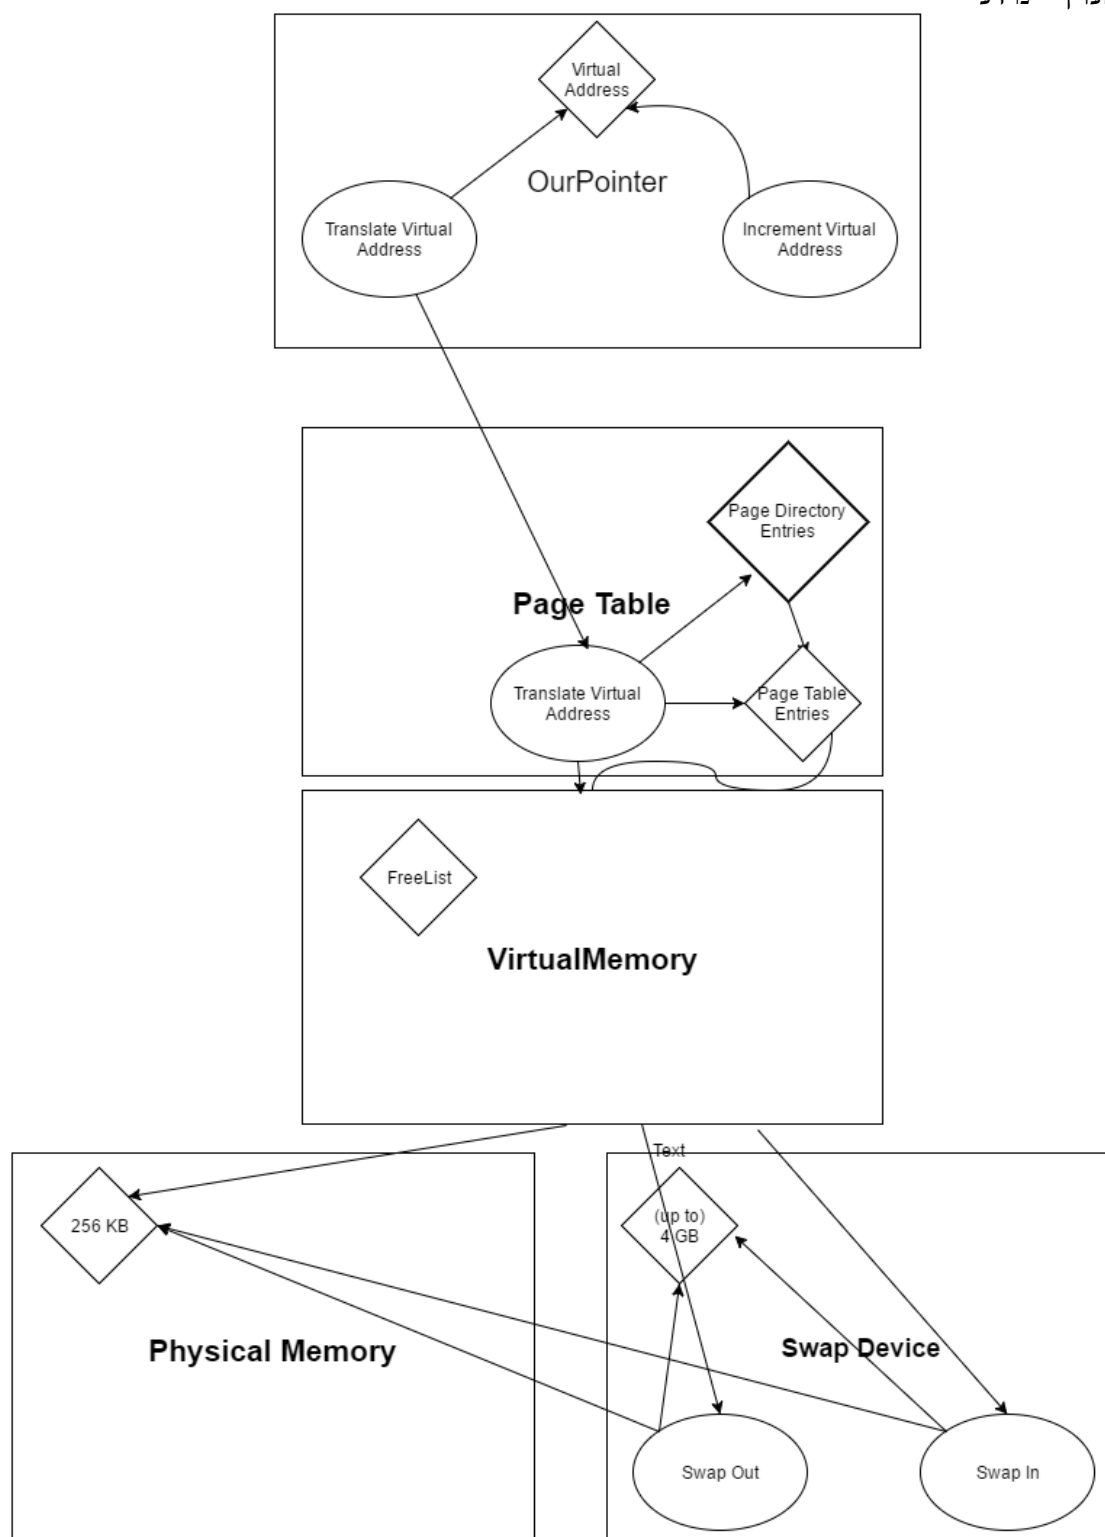 Virtual
Address
OurPointer
Translate Virtual
Address
Increment Virtual
Address
Page Directory
Entries
Page Table
Translate Virtual
Address
Page Table
Entries
FreeList
VirtualMemory
Text
256 KB
(up to)
4 GB
Physical Memory
Swap Device
Swap Out
Swap In